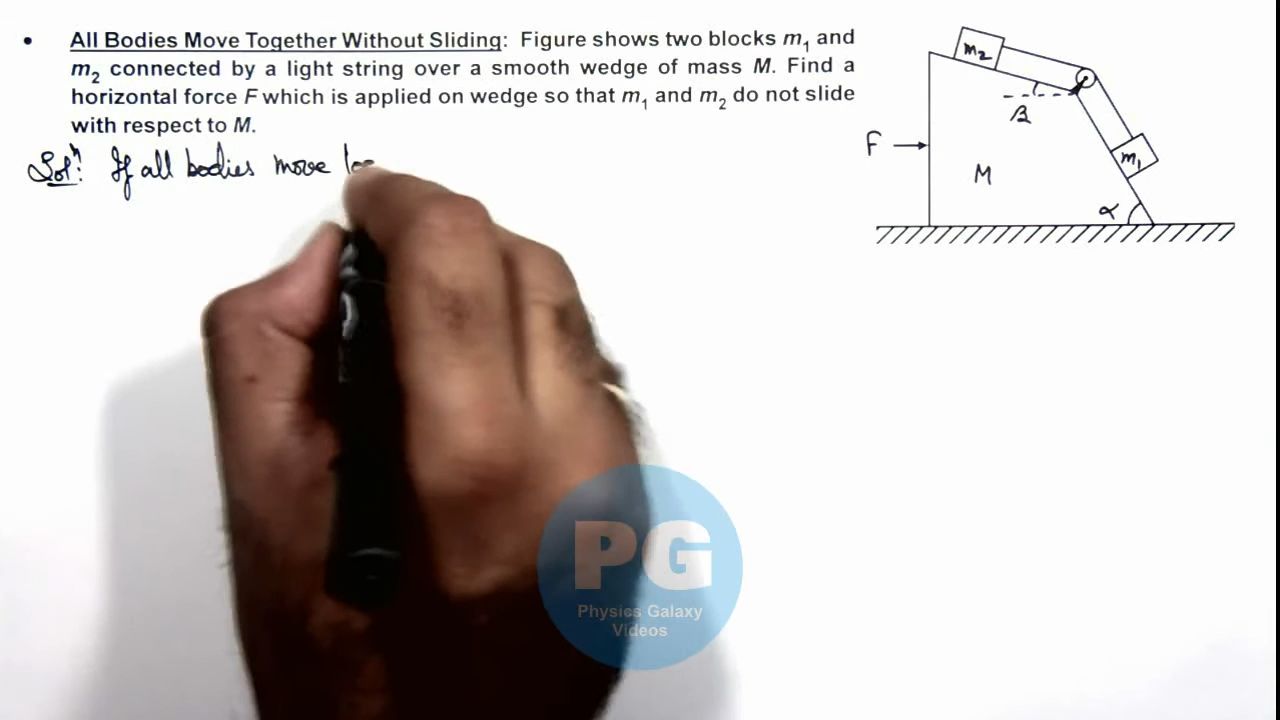 • All Bodies Move Together Without Sliding: Figure shows two blocks m₁ and
m₂ connected by a light string over a smooth wedge of mass M. Find a
horizontal force F which is applied on wedge so that m₁ and m₂ do not slide
with respect to M.
Solⁿ: If all bodies move
m₂
β
F
m₁
M
α
PG
Physics Galaxy
Videos